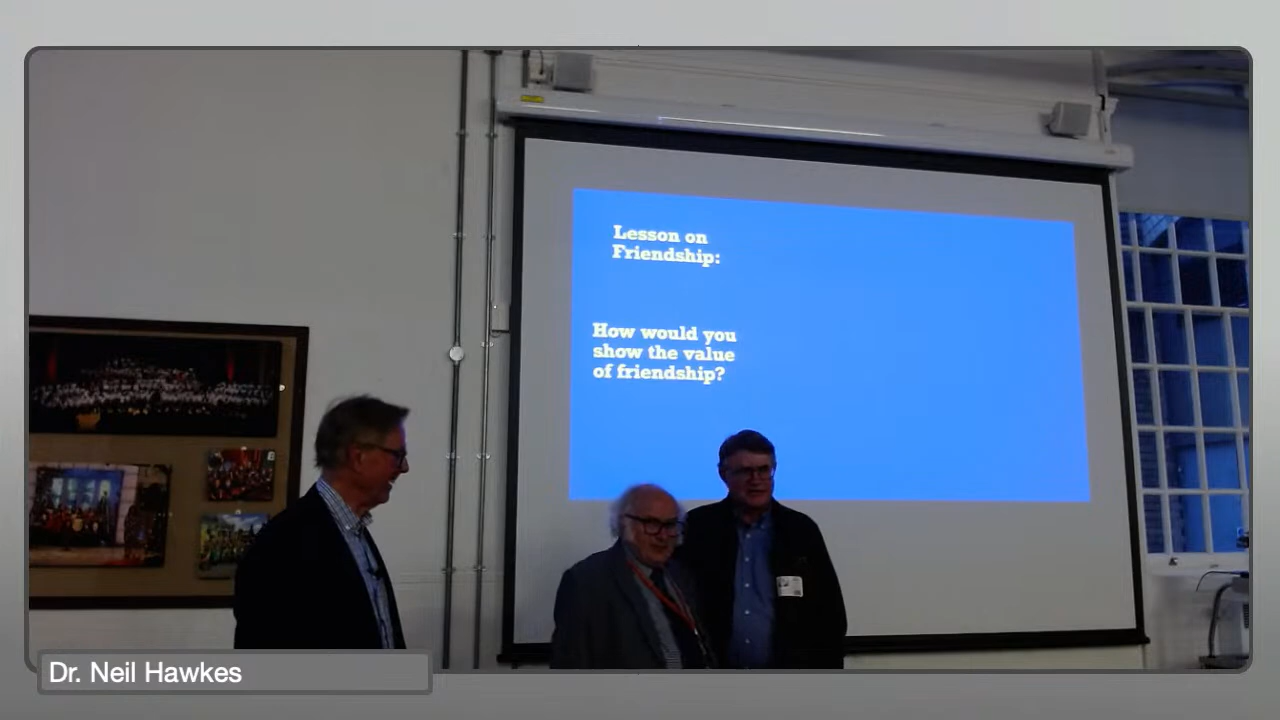 Lesson on
Friendship:
How would you
show the value
of friendship?
Dr. Neil Hawkes